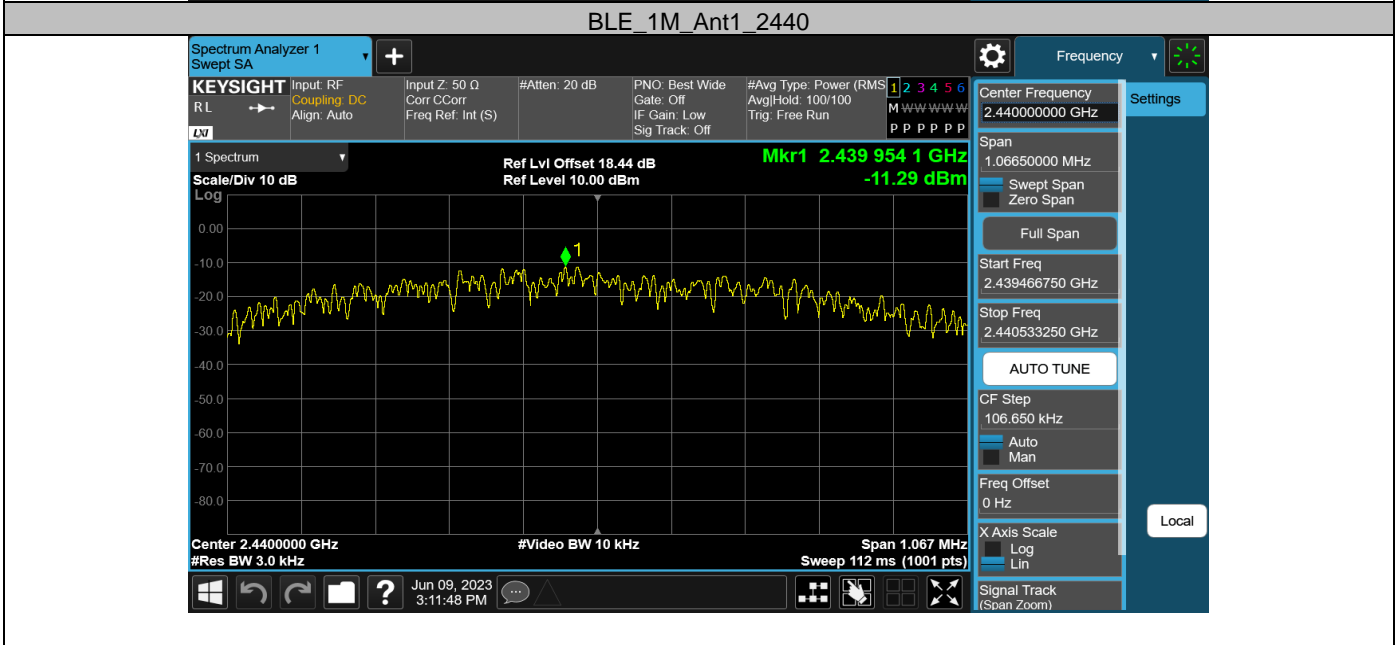 BLE_1M_Ant1_2440
Spectrum Analyzer 1
Swept SA
+
Frequency
KEYSIGHT
RL
LXI
Input: RF
Coupling: DC
Align: Auto
Input Z: 50 Ω
Corr CCorr
Freq Ref: Int (S)
#Atten: 20 dB
PNO: Best Wide
Gate: Off
IF Gain: Low
Sig Track: Off
#Avg Type: Power (RMS
Avg|Hold: 100/100
Trig: Free Run
1 2 3 4 5 6
M W W W W W
P P P P P P
1 Spectrum
Scale/Div 10 dB
Log
Ref Lvl Offset 18.44 dB
Ref Level 10.00 dBm
Mkr1 2.439 954 1 GHz
-11.29 dBm
1
0.00
-10.0
-20.0
-30.0
-40.0
-50.0
-60.0
-70.0
-80.0
Center 2.4400000 GHz
#Res BW 3.0 kHz
#Video BW 10 kHz
Span 1.067 MHz
Sweep 112 ms (1001 pts)
?
Jun 09, 2023
3:11:48 PM
Center Frequency
2.440000000 GHz
Span
1.06650000 MHz
Swept Span
Zero Span
Full Span
Start Freq
2.439466750 GHz
Stop Freq
2.440533250 GHz
AUTO TUNE
CF Step
106.650 kHz
Auto
Man
Freq Offset
0 Hz
X Axis Scale
Log
Lin
Signal Track
(Span Zoom)
Settings
Local